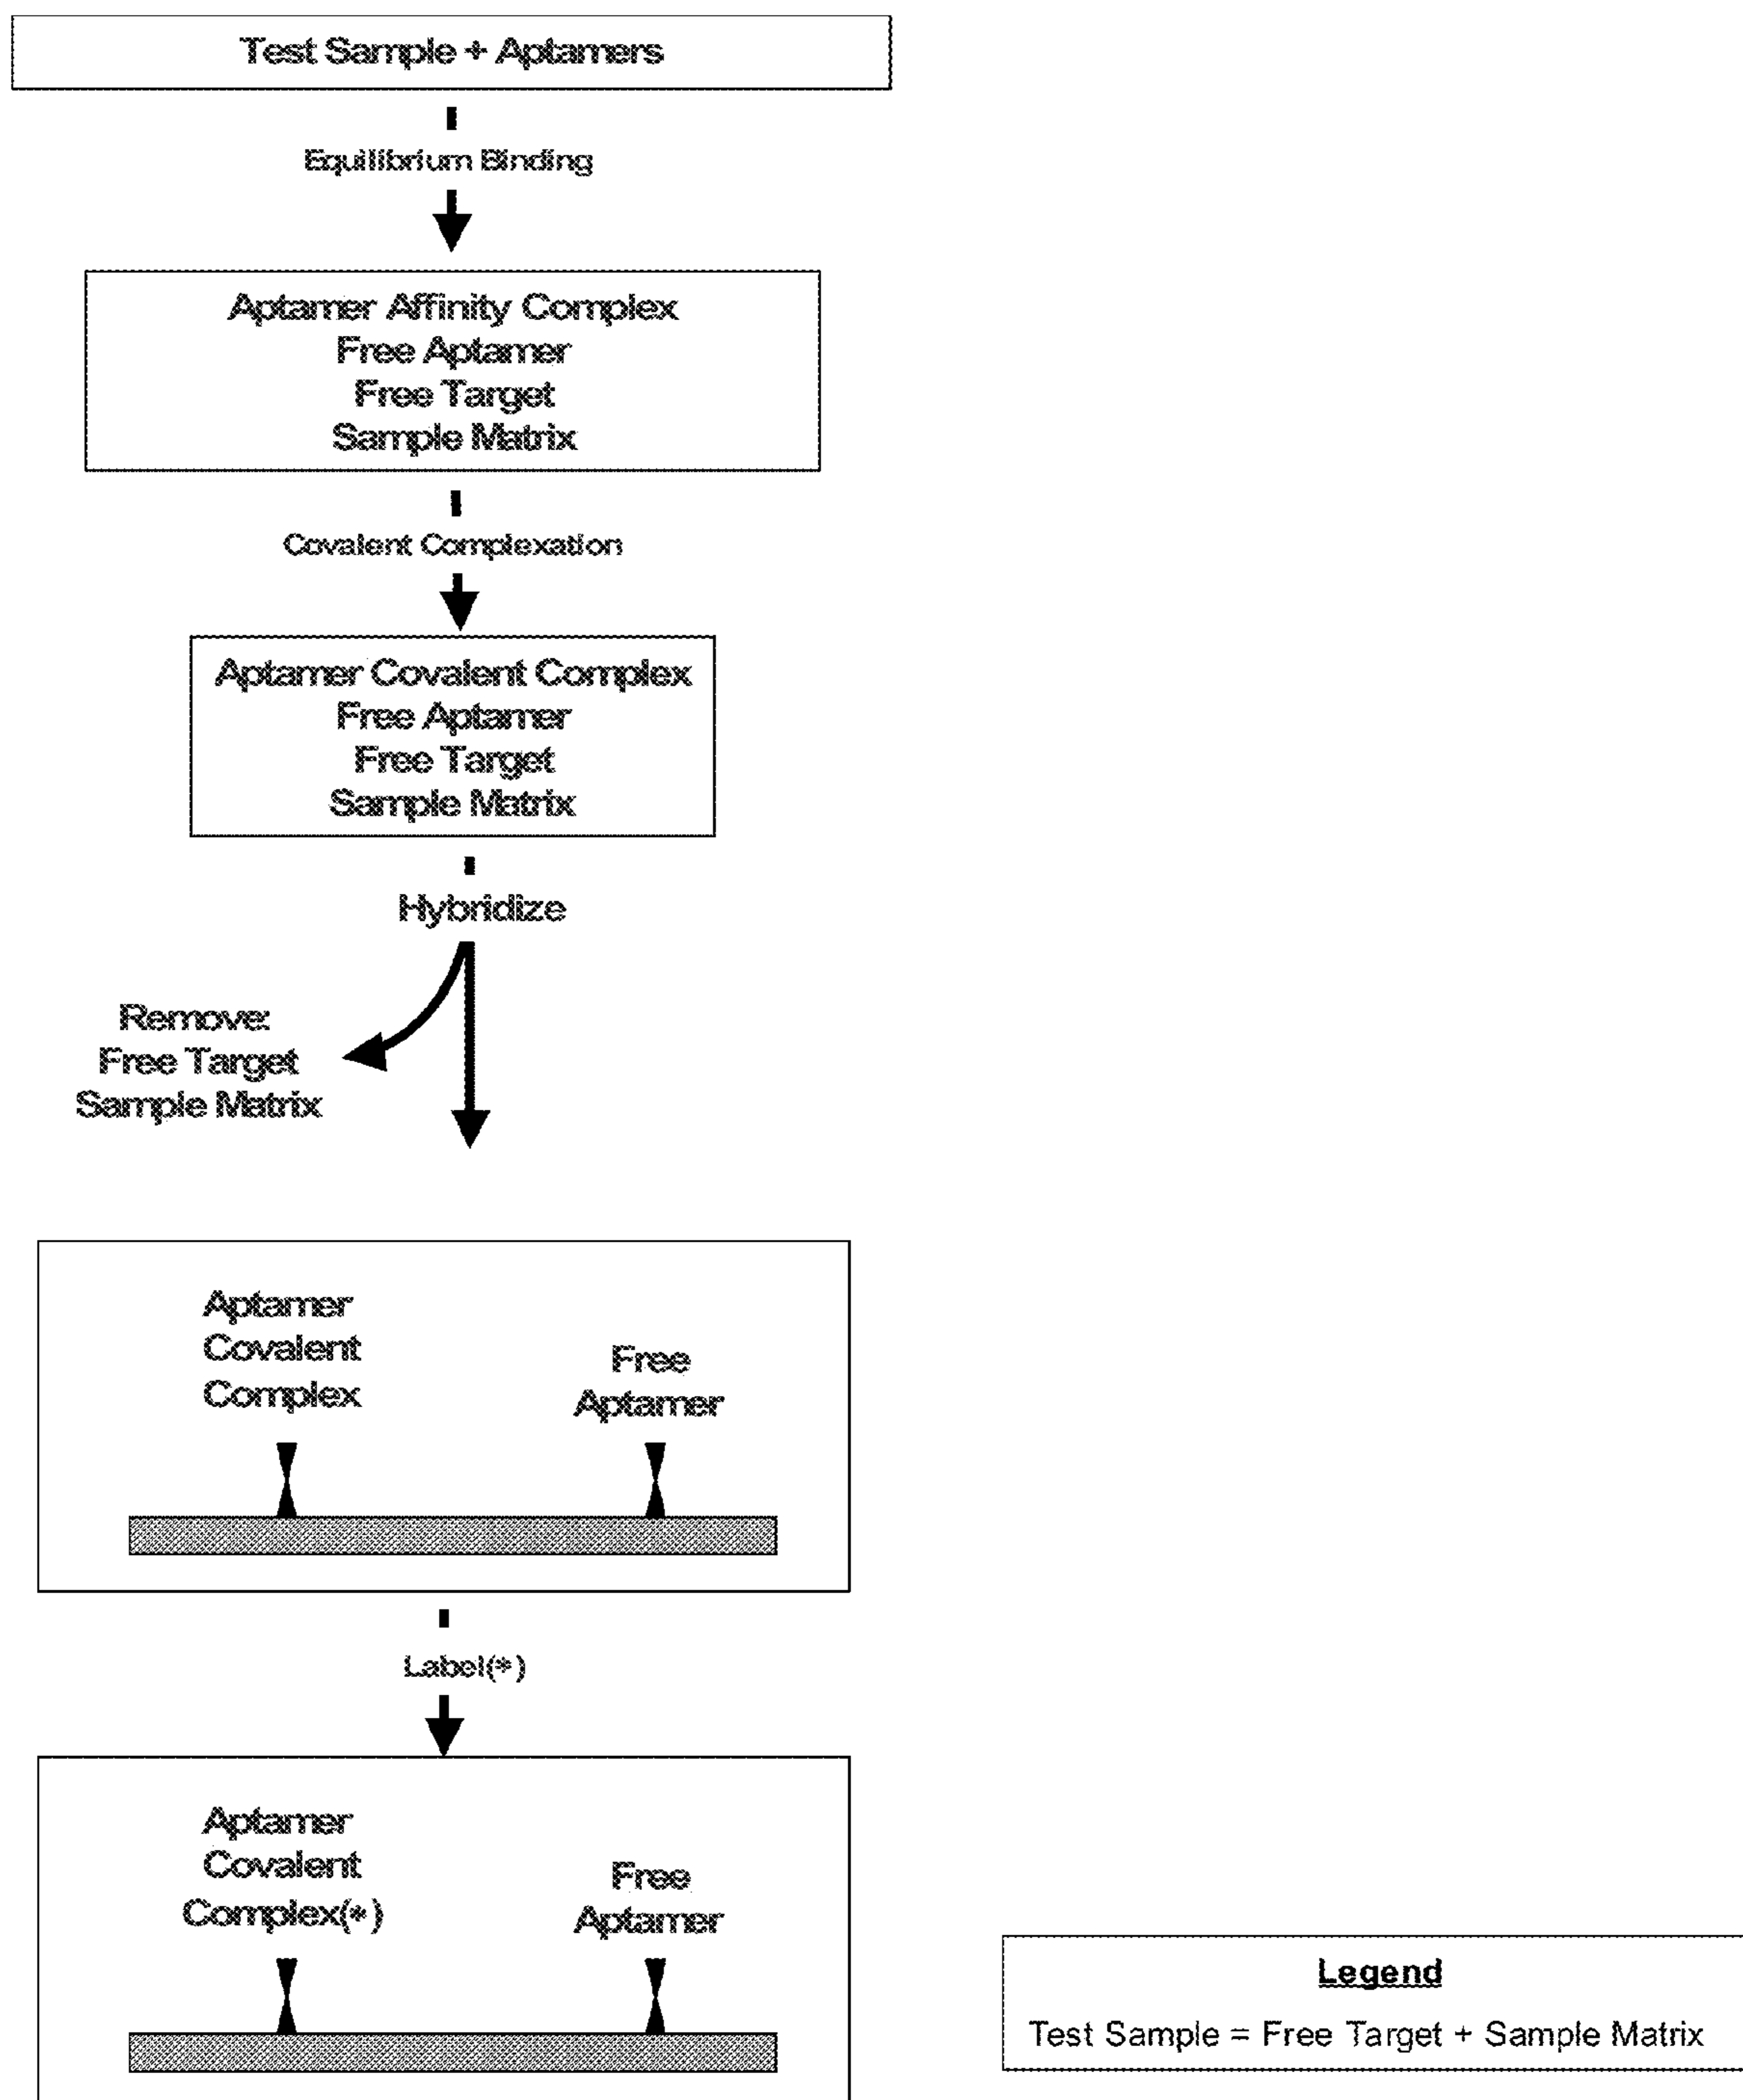 Test Sample + Aptamers
Equilibrium Binding
Aptamer Affinity Complex
Free Aptamer
Free Target
Sample Matrix
Covalent Complexation
Aptamer Covalent Complex
Free Aptamer
Free Target
Sample Matrix
Hybridize
Remove:
Free Target
Sample Matrix
Aptamer
Covalent
Complex
Free
Aptamer
Label(*)
Aptamer
Covalent
Complex(*)
Free
Aptamer
Legend
Test Sample = Free Target + Sample Matrix